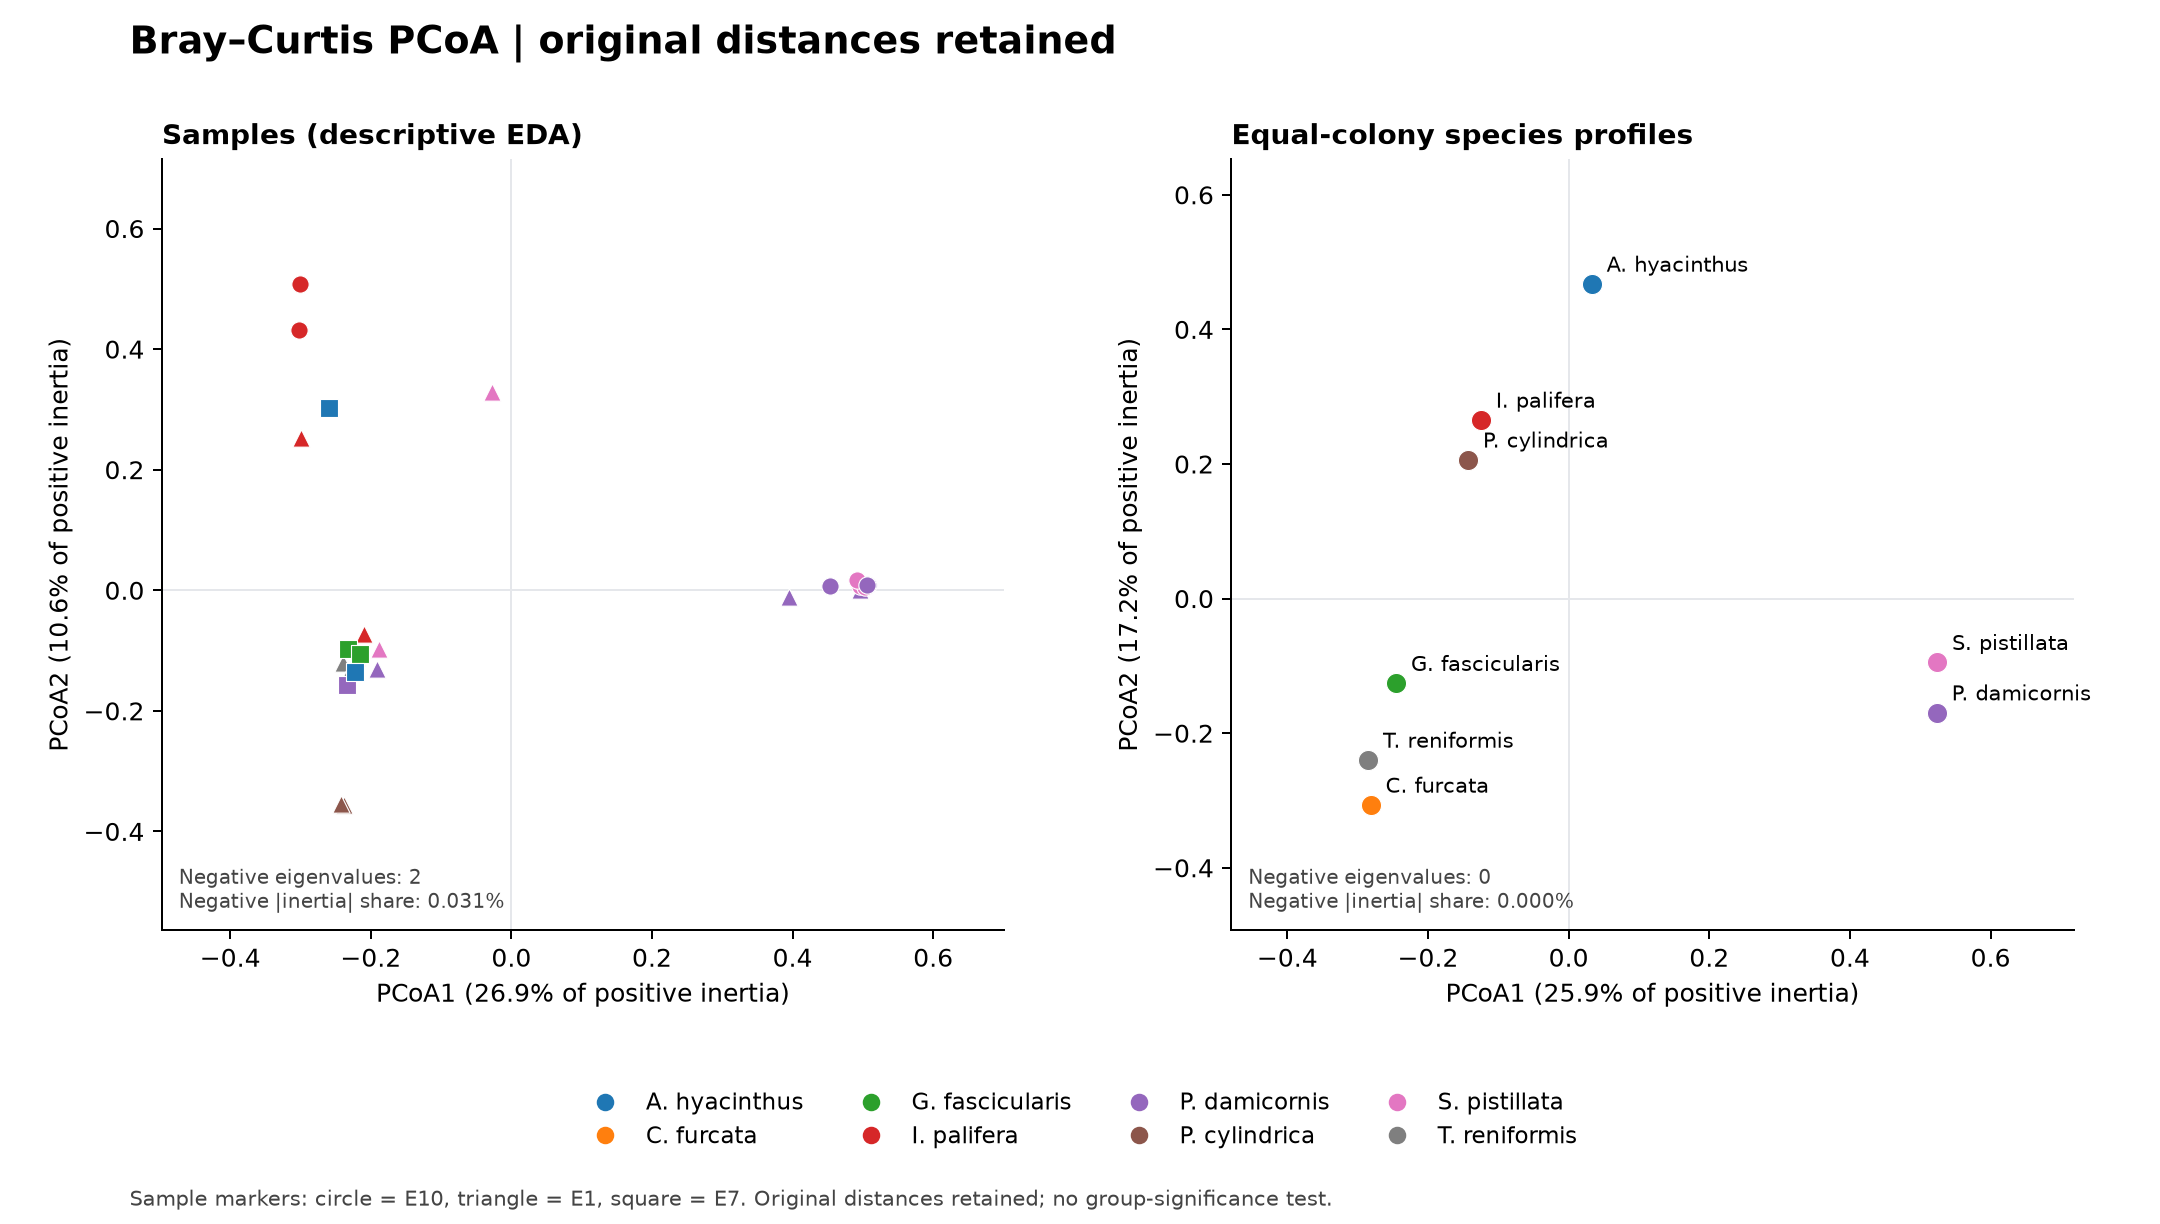 Bray–Curtis PCoA | original distances retained
Samples (descriptive EDA)
PCoA2 (10.6% of positive inertia)
0.6
0.4
0.2
0.0
−0.2
−0.4
Negative eigenvalues: 2
Negative |inertia| share: 0.031%
−0.4 −0.2 0.0 0.2 0.4 0.6
PCoA1 (26.9% of positive inertia)
Equal-colony species profiles
PCoA2 (17.2% of positive inertia)
0.6
0.4
0.2
0.0
−0.2
−0.4
A. hyacinthus
I. palifera
P. cylindrica
S. pistillata
G. fascicularis
P. damicornis
T. reniformis
C. furcata
Negative eigenvalues: 0
Negative |inertia| share: 0.000%
−0.4 −0.2 0.0 0.2 0.4 0.6
PCoA1 (25.9% of positive inertia)
A. hyacinthus G. fascicularis P. damicornis S. pistillata
C. furcata I. palifera P. cylindrica T. reniformis
Sample markers: circle = E10, triangle = E1, square = E7. Original distances retained; no group-significance test.